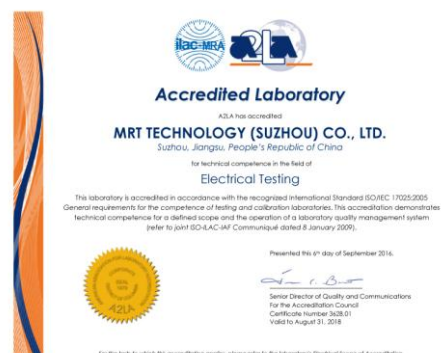 ilac-MRA
A2LA
Accredited Laboratory
A2LA has accredited
MRT TECHNOLOGY (SUZHOU) CO., LTD.
Suzhou, Jiangsu, People's Republic of China
for technical competence in the field of
Electrical Testing
This laboratory is accredited in accordance with the recognized International Standard ISO/IEC 17025:2005
General requirements for the competence of testing and calibration laboratories. This accreditation demonstrates
technical competence for a defined scope and the operation of a laboratory quality management system
(refer to joint ISO-ILAC-IAF Communiqué dated 8 January 2009).
Presented this 6th day of September 2016.
Senior Director of Quality and Communications
For the Accreditation Council
Certificate Number 3628.01
Valid to August 31, 2018
A2LA